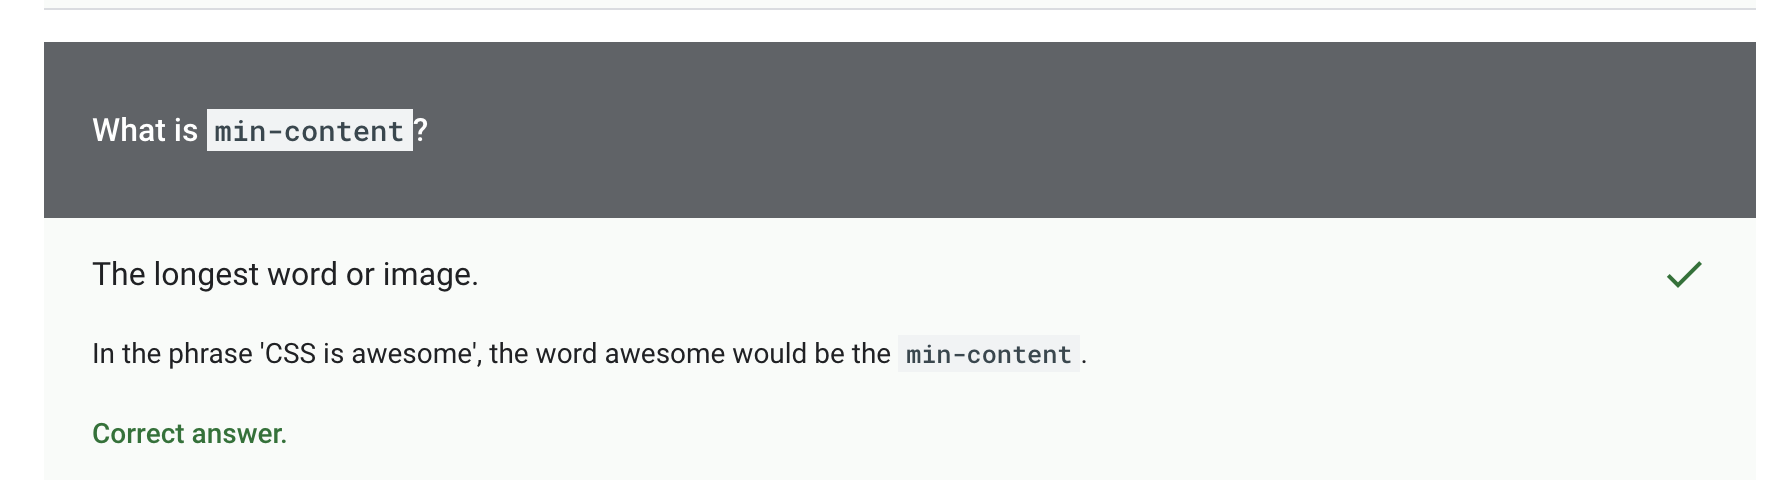 What is min-content?
The longest word or image.
In the phrase 'CSS is awesome', the word awesome would be the min-content.
Correct answer.